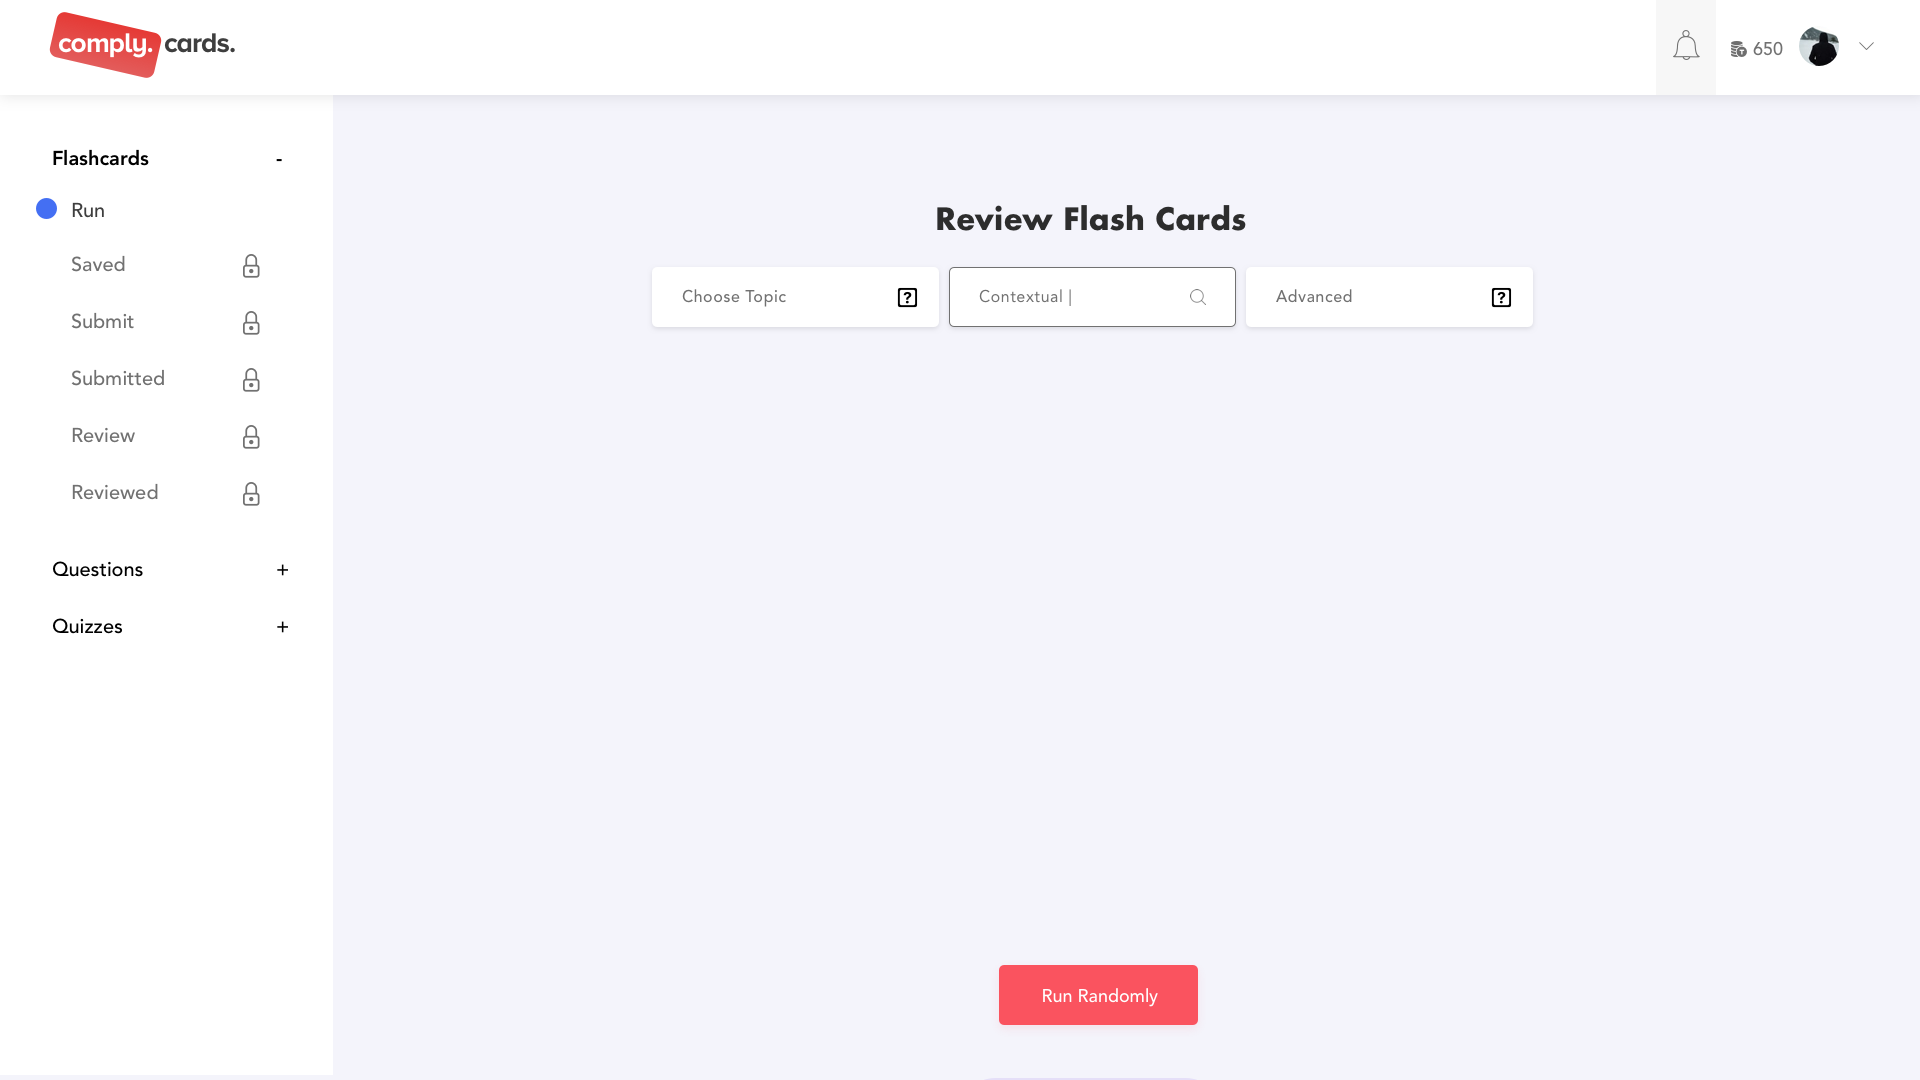 comply. cards.
650
Flashcards -
Run
Saved
Submit
Submitted
Review
Reviewed
Questions +
Quizzes +
Review Flash Cards
Choose Topic ?
Contextual |
Advanced ?
Run Randomly